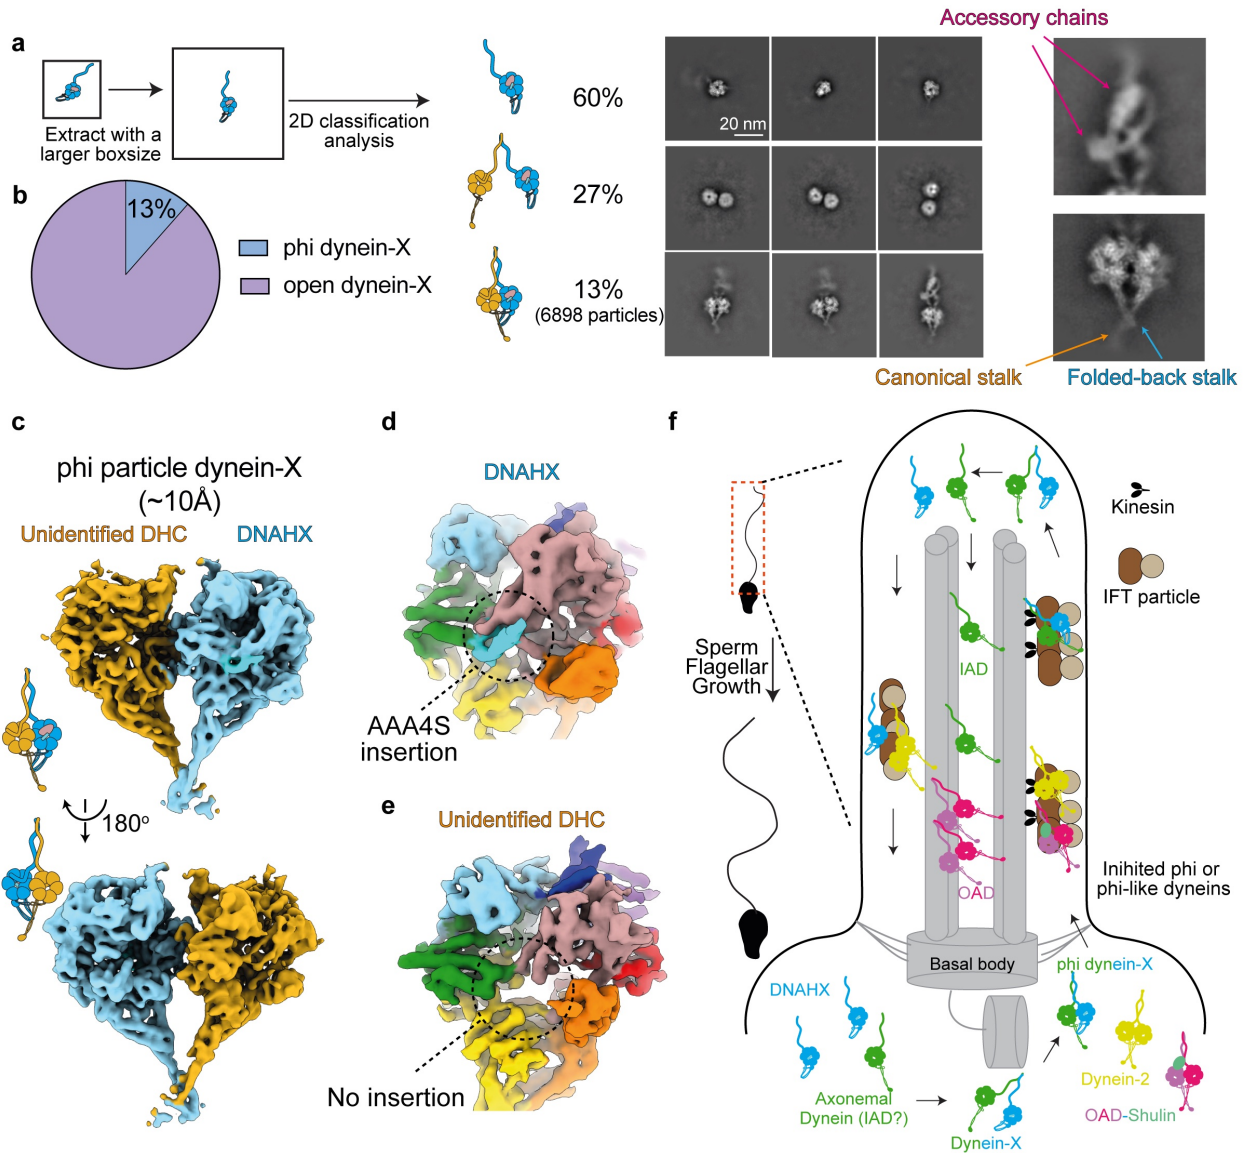 a
Extract with a
larger boxsize
2D classification
analysis
60%
27%
13%
(6898 particles)
20 nm
Accessory chains
Canonical stalk
Folded-back stalk
b
13%
phi dynein-X
open dynein-X
c
phi particle dynein-X
(~10Å)
Unidentified DHC
DNAHX
180°
d
DNAHX
AAA4S
insertion
e
Unidentified DHC
No insertion
f
Sperm
Flagellar
Growth
Kinesin
IFT particle
IAD
OAD
Inihited phi or
phi-like dyneins
Basal body
DNAHX
Axonemal
Dynein (IAD?)
Dynein-X
phi dynein-X
Dynein-2
OAD-Shulin